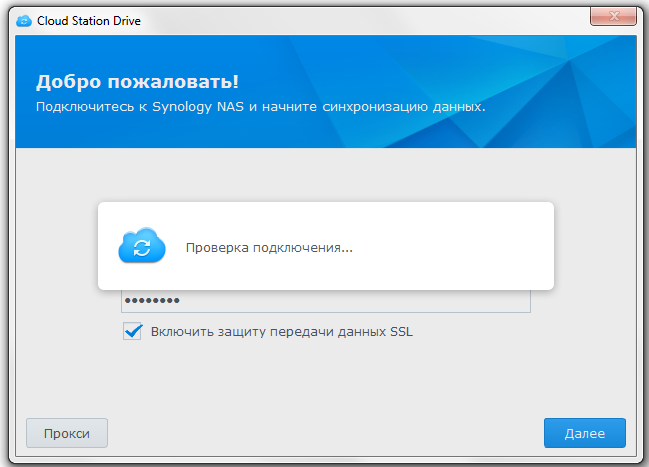 Cloud Station Drive
Добро пожаловать!
Подключитесь к Synology NAS и начните синхронизацию данных.
Проверка подключения...
••••••••
Включить защиту передачи данных SSL
Прокси
Далее